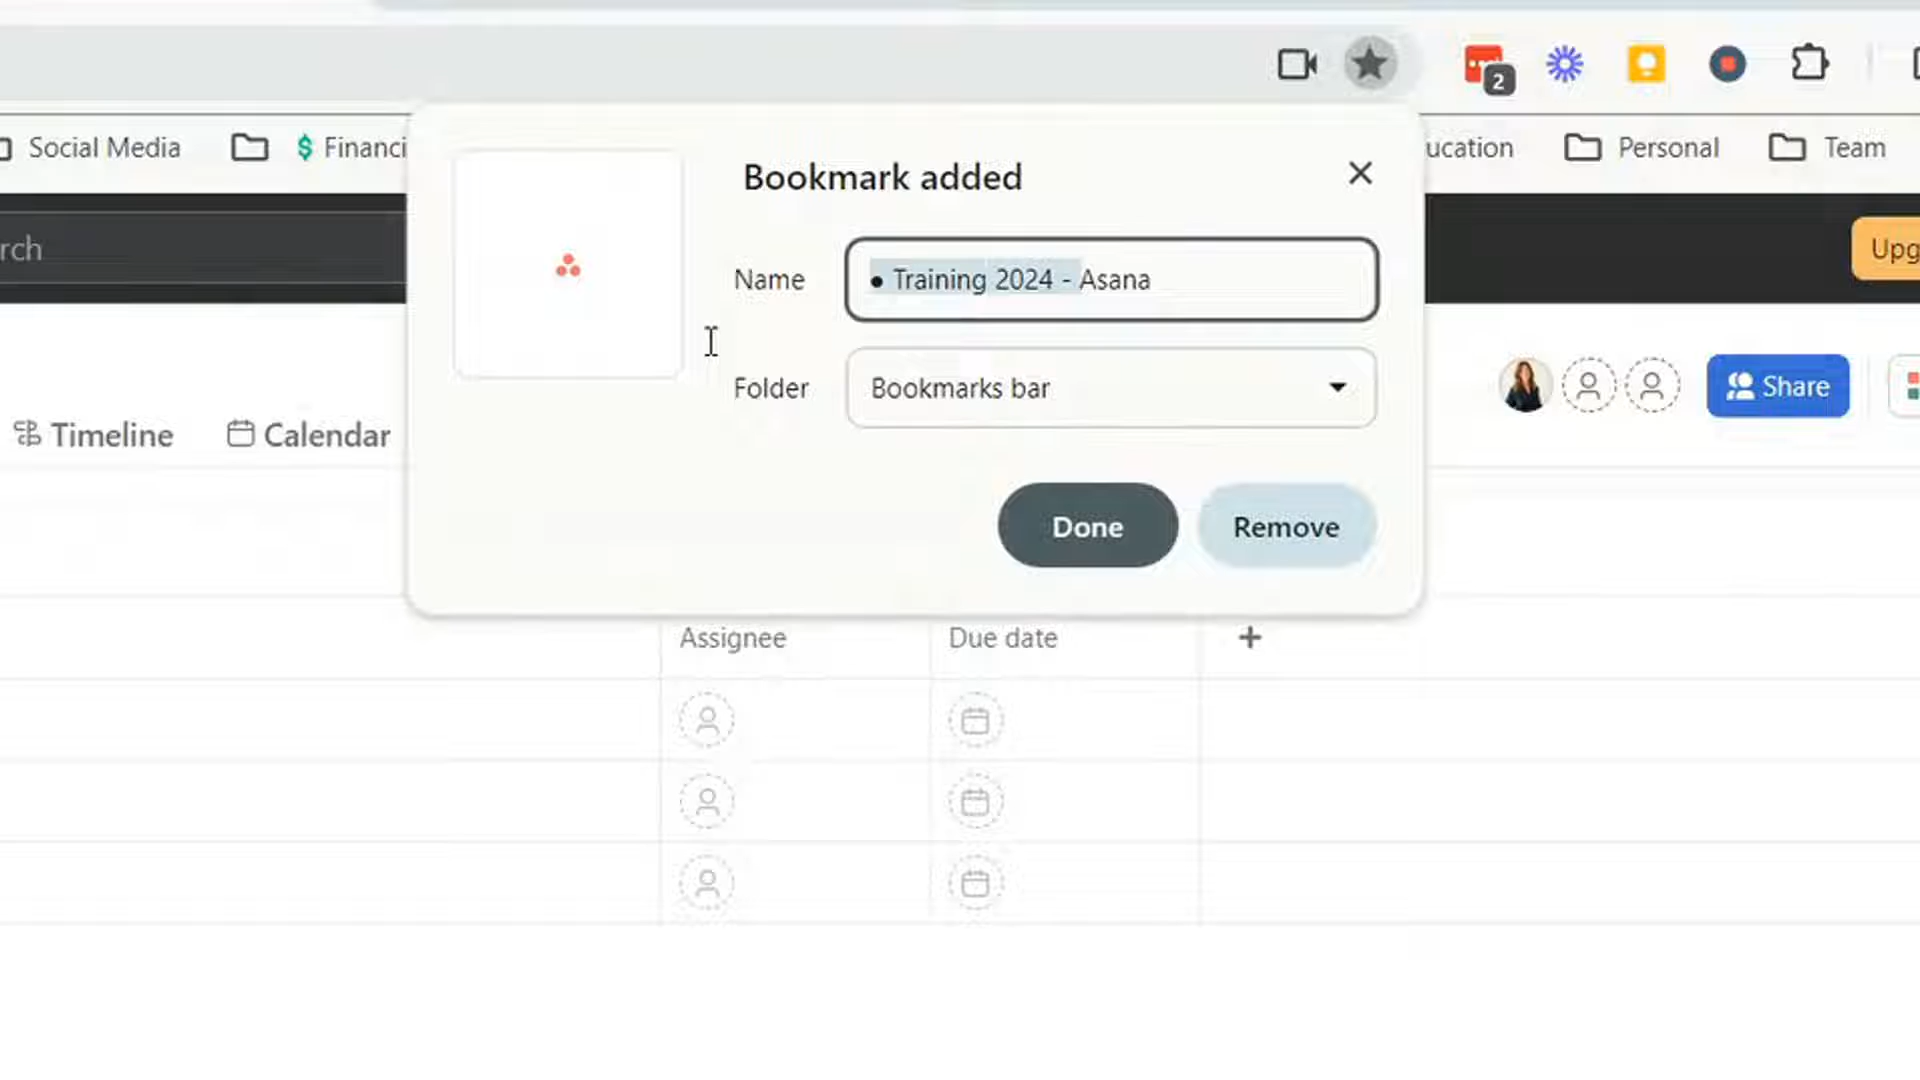 2
Social Media
$ Financi
ucation
Personal
Team
Bookmark added
rch
Upg
Name
• Training 2024 - Asana
Folder
Bookmarks bar
Share
Timeline
Calendar
Done
Remove
Assignee
Due date